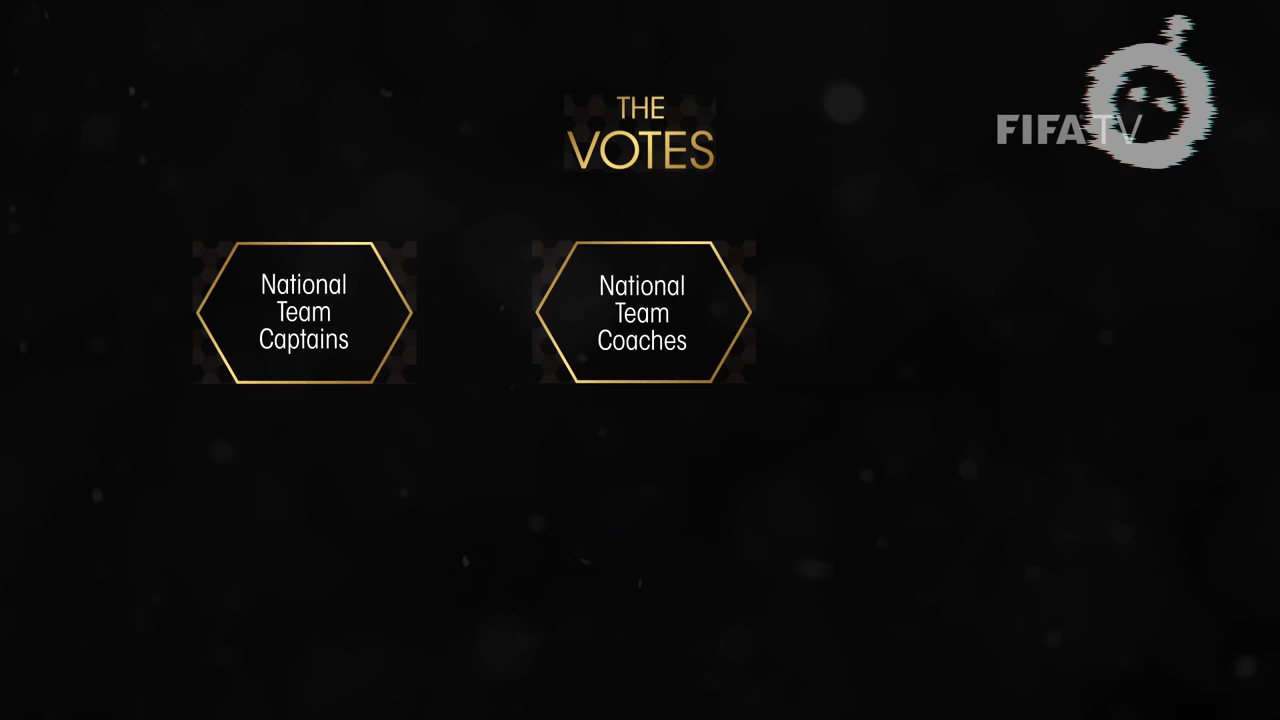 THE
VOTES
FIFA TV
National
Team
Captains
National
Team
Coaches